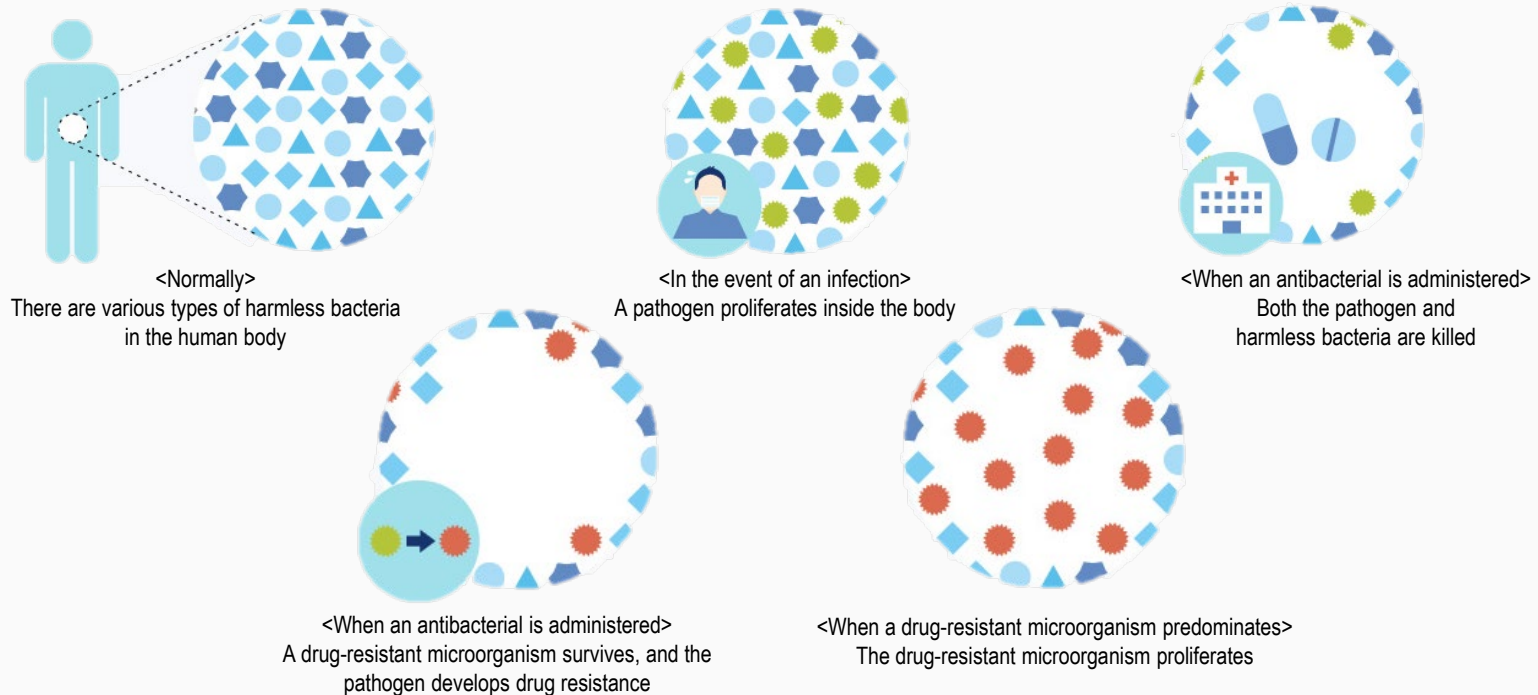 <Normally>
There are various types of harmless bacteria
in the human body
<In the event of an infection>
A pathogen proliferates inside the body
<When an antibacterial is administered>
Both the pathogen and
harmless bacteria are killed
<When an antibacterial is administered>
A drug-resistant microorganism survives, and the
pathogen develops drug resistance
<When a drug-resistant microorganism predominates>
The drug-resistant microorganism proliferates